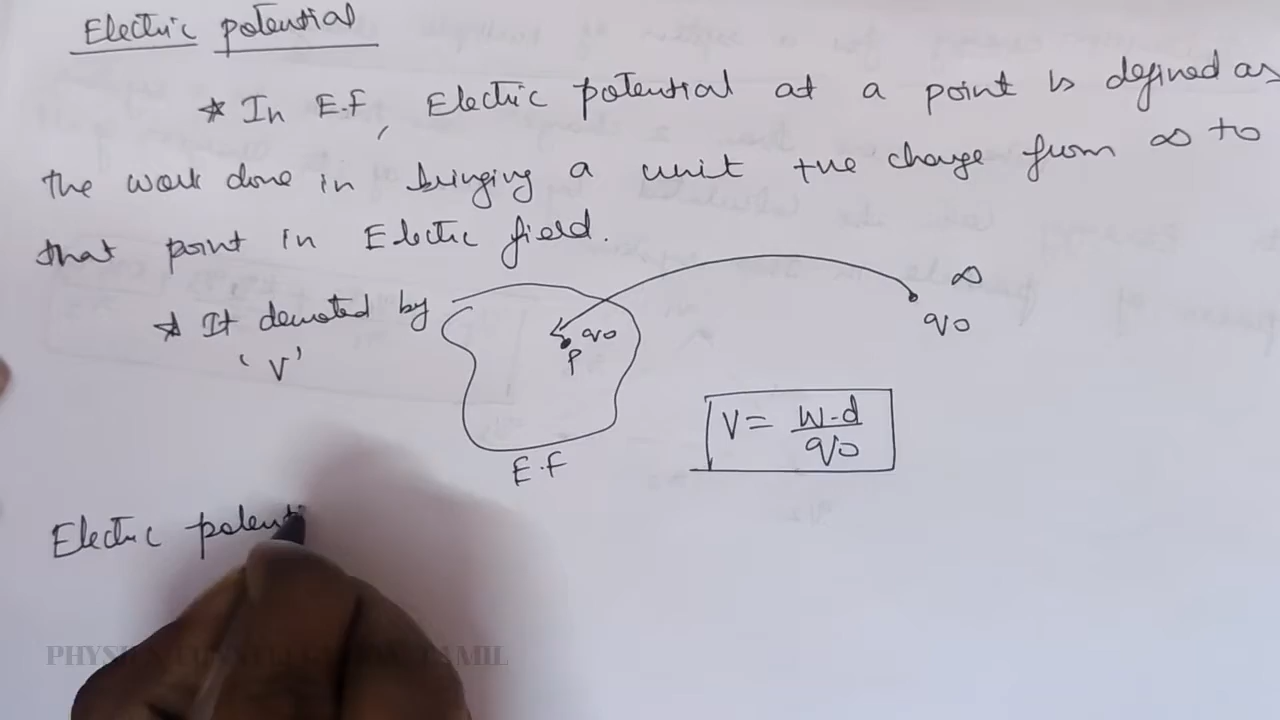 Electric potential
* In E.F, Electric potential at a point is defined as
the work done in bringing a unit +ve charge from ∞ to
that point in Electric field.
* It denoted by
'V'
∞
q0
q0
P
E.F
V = W.d / q0
Electric potenti